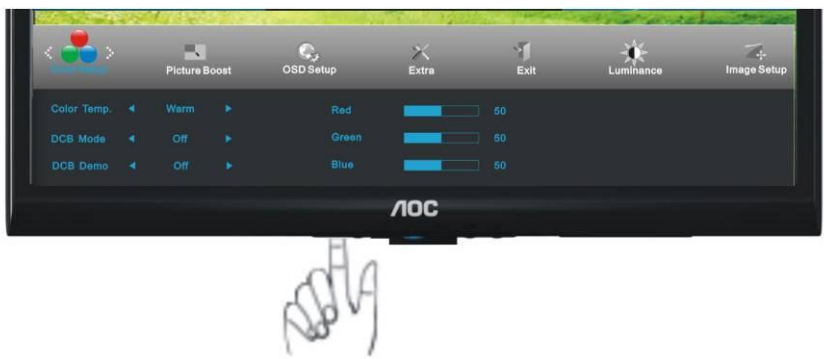 Picture Boost OSD Setup Extra Exit Luminance Image Setup
Color Temp. Warm Red 50
DCB Mode Off Green 50
DCB Demo Off Blue 50
AOC